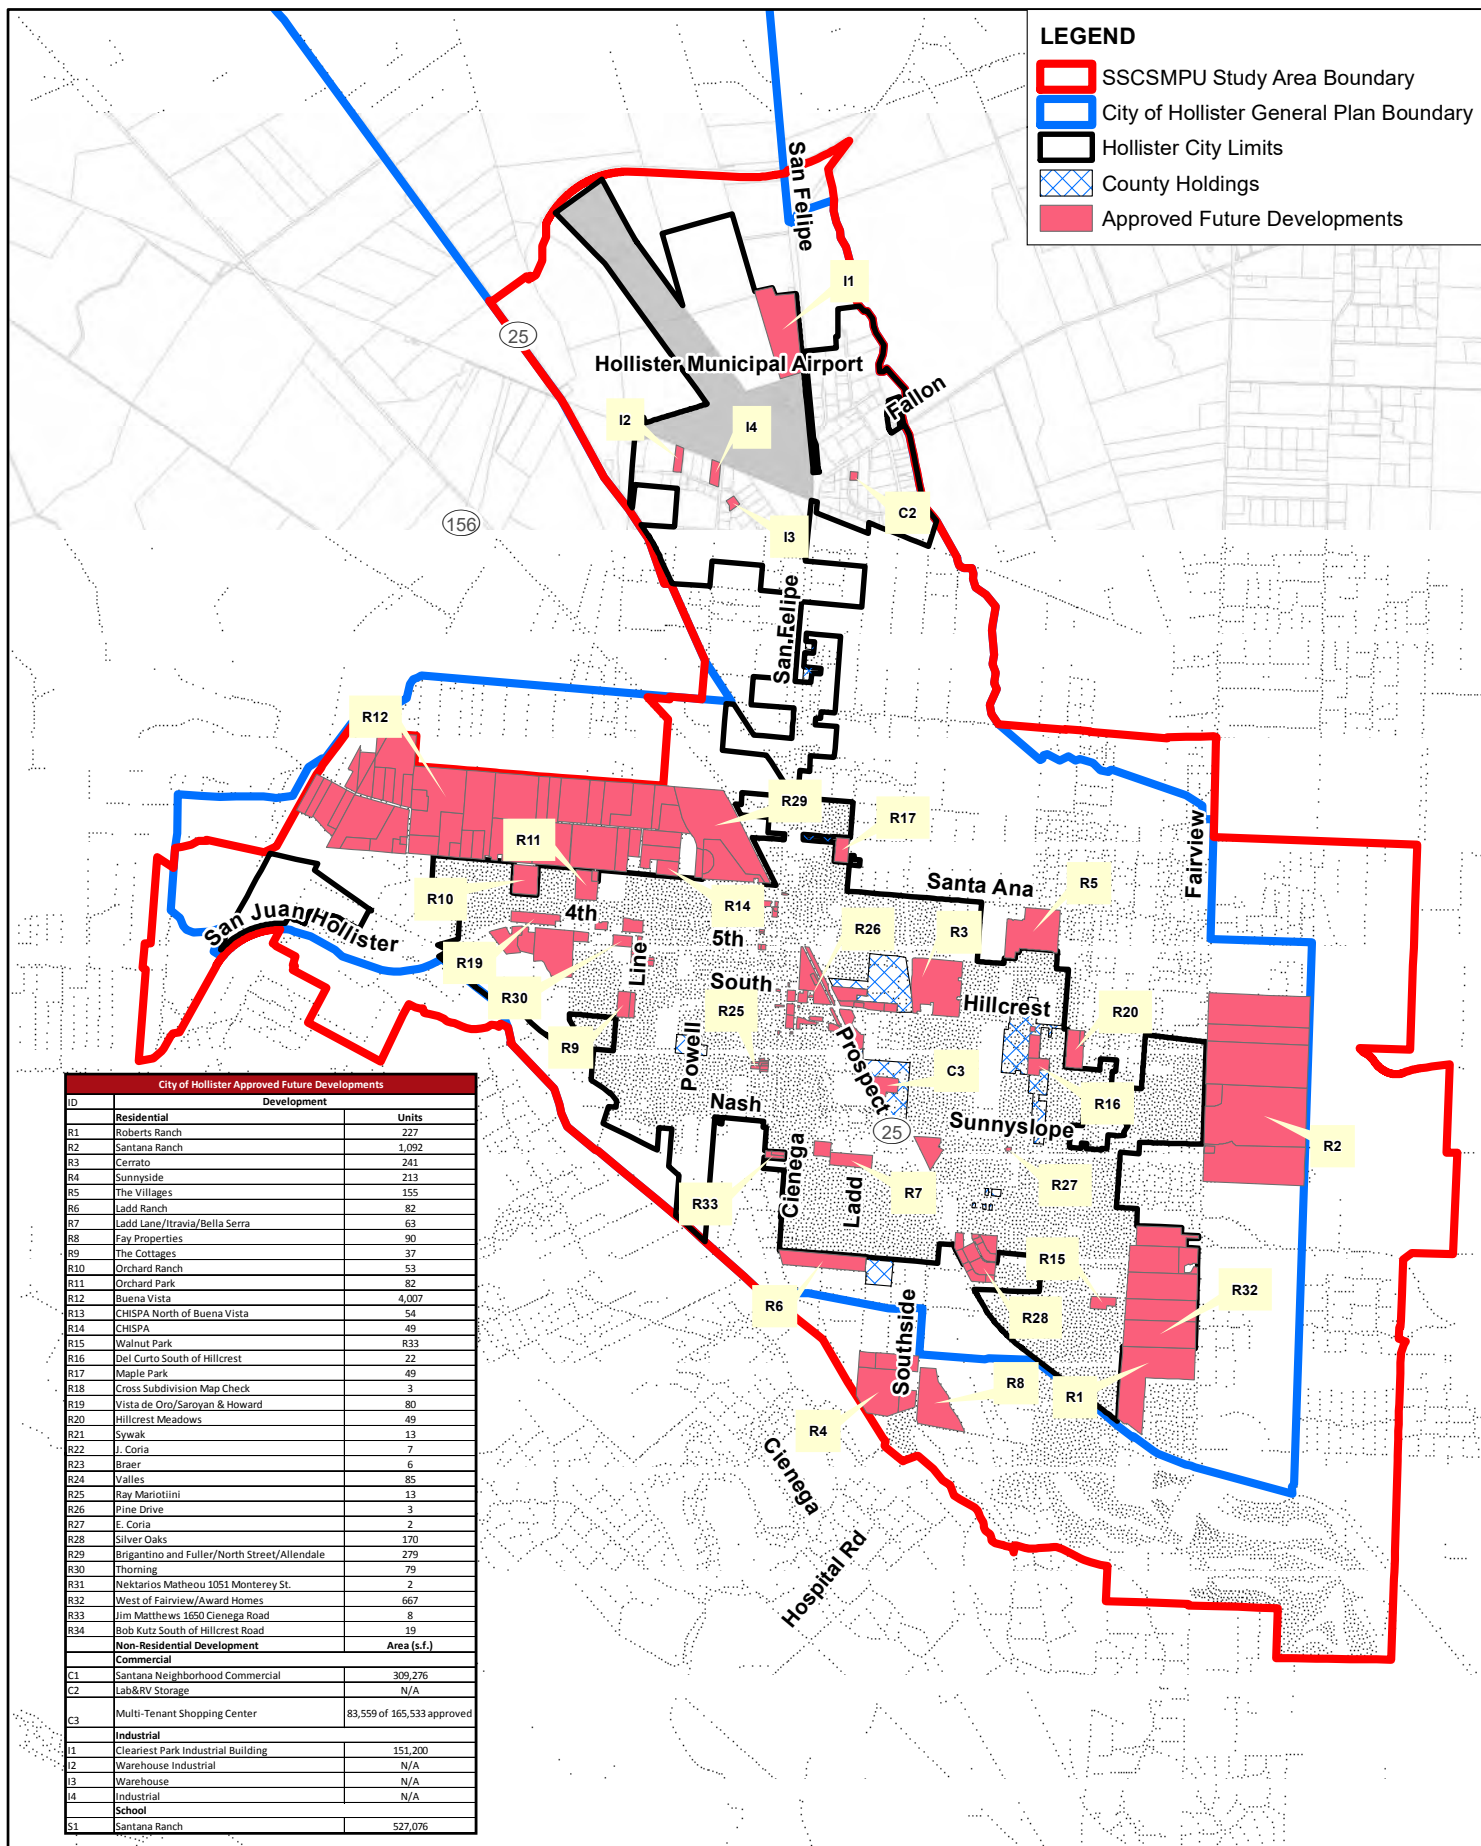 LEGEND
SSCSMPU Study Area Boundary
City of Hollister General Plan Boundary
Hollister City Limits
County Holdings
Approved Future Developments
San Felipe
I1
25
Hollister Municipal Airport
Fallon
I2
I4
156
C2
I3
San Felipe
R12
R29
R17
Fairview
R11
Santa Ana
R5
R10
R14
4th
San Juan Hollister
R26
R3
5th
Line
R19
South
R30
Hillcrest
R25
R20
R9
Powell
Prospect
C3
Nash
R16
Sunnyslope
25
R2
R27
R33
Cienega
Ladd
R7
R15
R32
R6
R28
Southside
R8
R1
R4
Cienega
Hospital Rd
City of Hollister Approved Future Developments
ID Development
Residential Units
R1 Roberts Ranch 227
R2 Santana Ranch 1,092
R3 Cerrato 241
R4 Sunnyside 213
R5 The Villages 155
R6 Ladd Ranch 82
R7 Ladd Lane/Itravia/Bella Serra 63
R8 Fay Properties 90
R9 The Cottages 37
R10 Orchard Ranch 53
R11 Orchard Park 82
R12 Buena Vista 4,007
R13 CHISPA North of Buena Vista 54
R14 CHISPA 49
R15 Walnut Park R33
R16 Del Curto South of Hillcrest 22
R17 Maple Park 49
R18 Cross Subdivision Map Check 3
R19 Vista de Oro/Saroyan & Howard 80
R20 Hillcrest Meadows 49
R21 Sywak 13
R22 J. Coria 7
R23 Braer 6
R24 Valles 85
R25 Ray Mariotiini 13
R26 Pine Drive 3
R27 E. Coria 2
R28 Silver Oaks 170
R29 Brigantino and Fuller/North Street/Allendale 279
R30 Thorning 79
R31 Nektarios Matheou 1051 Monterey St. 2
R32 West of Fairview/Award Homes 667
R33 Jim Matthews 1650 Cienega Road 8
R34 Bob Kutz South of Hillcrest Road 19
Non-Residential Development Area (s.f.)
Commercial
C1 Santana Neighborhood Commercial 309,276
C2 Lab&RV Storage N/A
C3 Multi-Tenant Shopping Center 83,559 of 165,533 approved
Industrial
I1 Cleariest Park Industrial Building 151,200
I2 Warehouse Industrial N/A
I3 Warehouse N/A
I4 Industrial N/A
School
S1 Santana Ranch 527,076